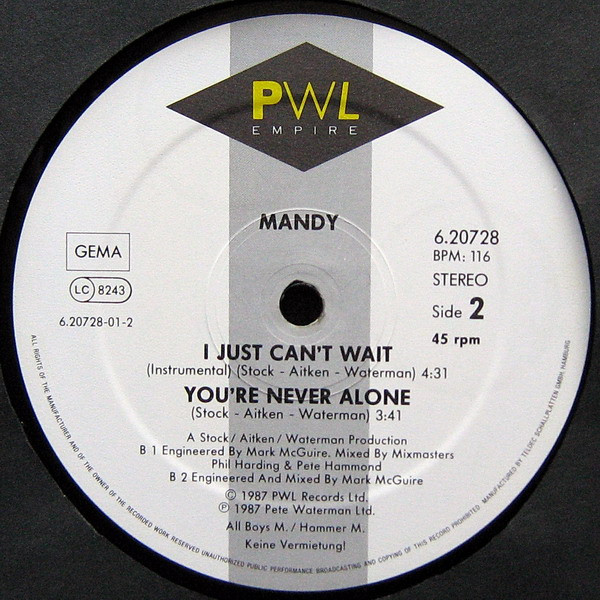 PWL
EMPIRE
MANDY
GEMA
LC 8243
6.20728-01-2
6.20728
BPM: 116
STEREO
Side 2
45 rpm
I JUST CAN'T WAIT
(Instrumental) (Stock - Aitken - Waterman) 4:31
YOU'RE NEVER ALONE
(Stock - Aitken - Waterman) 3:41
A Stock / Aitken / Waterman Production
B 1 Engineered By Mark McGuire. Mixed By Mixmasters
Phil Harding & Pete Hammond
B 2 Engineered And Mixed By Mark McGuire
© 1987 PWL Records Ltd.
℗ 1987 Pete Waterman Ltd.
All Boys M. / Hammer M.
Keine Vermietung!
ALL RIGHTS OF THE MANUFACTURER AND OF THE OWNER OF THE RECORDED WORK RESERVED UNAUTHORIZED PUBLIC PERFORMANCE BROADCASTING AND COPYING OF THIS RECORD PROHIBITED. MANUFACTURED BY TELDEC SCHALLPLATTEN GMBH HAMBURG